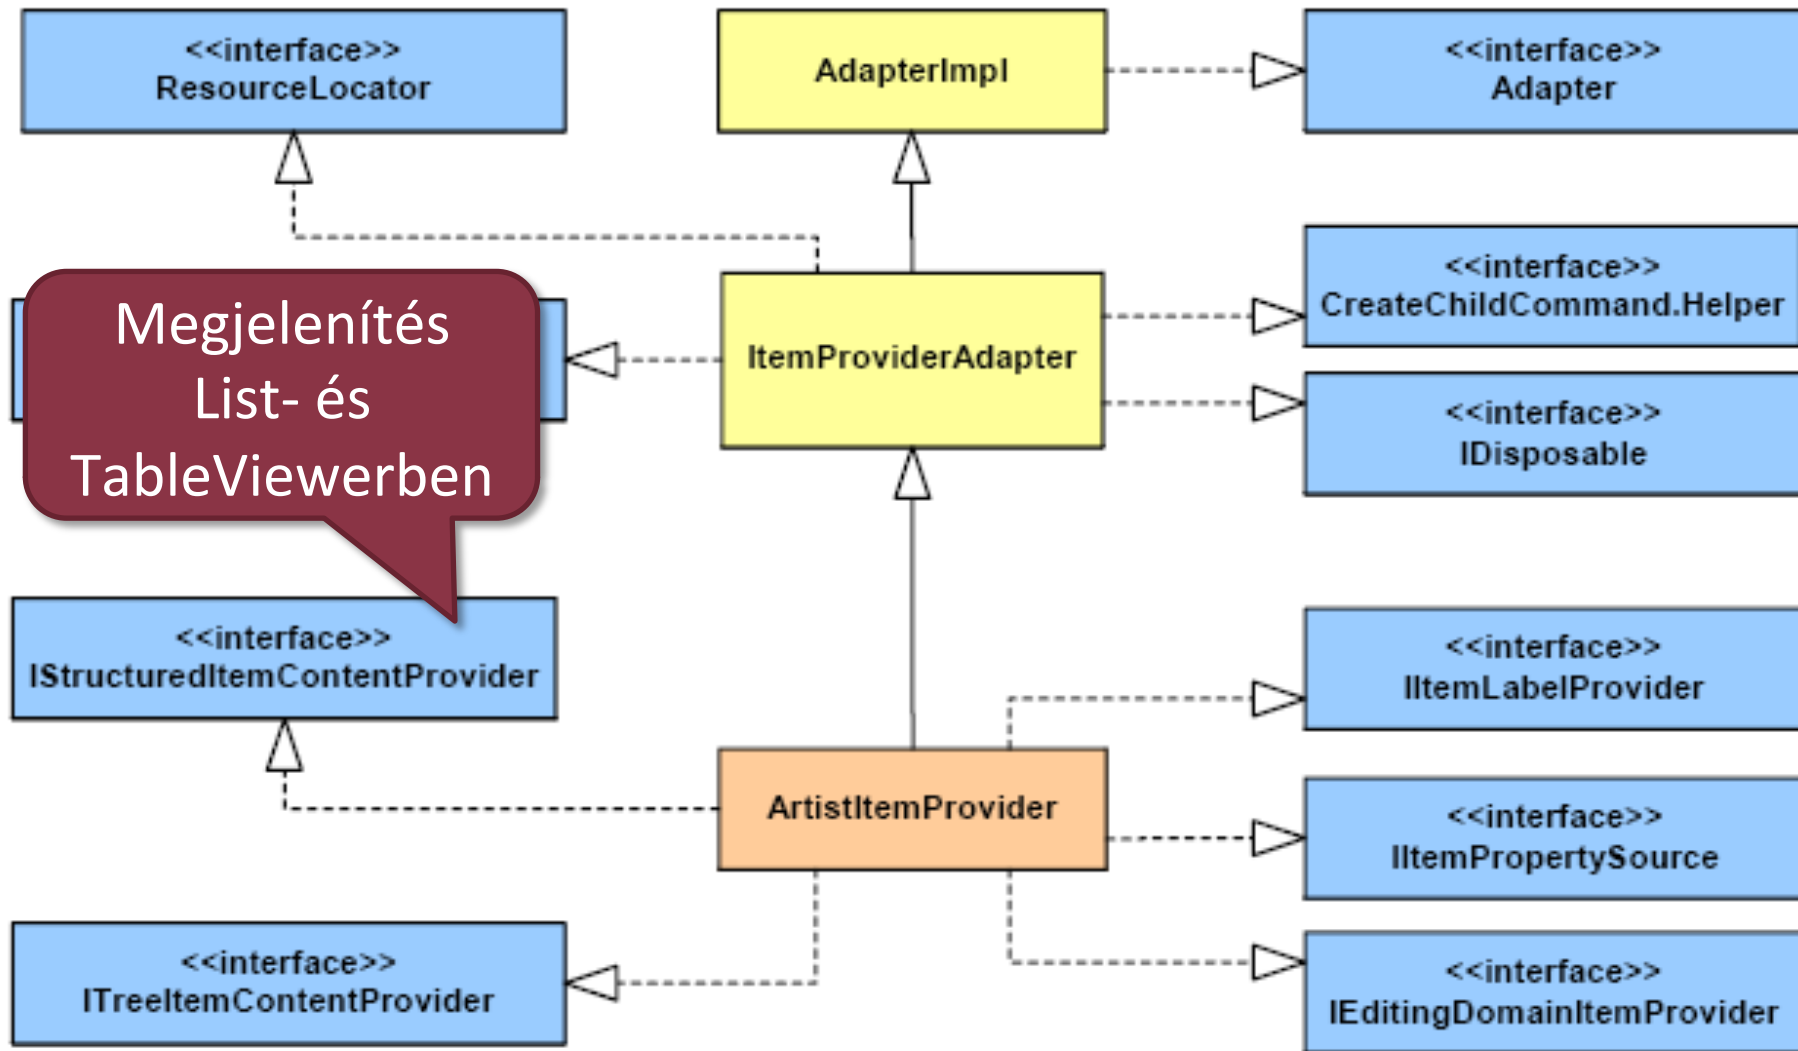 <<interface>>
ResourceLocator
AdapterImpl
<<interface>>
Adapter
Megjelenítés
List- és
TableViewerben
ItemProviderAdapter
<<interface>>
CreateChildCommand.Helper
<<interface>>
IDisposable
<<interface>>
IStructuredItemContentProvider
<<interface>>
IItemLabelProvider
ArtistItemProvider
<<interface>>
IItemPropertySource
<<interface>>
ITreeItemContentProvider
<<interface>>
IEditingDomainItemProvider